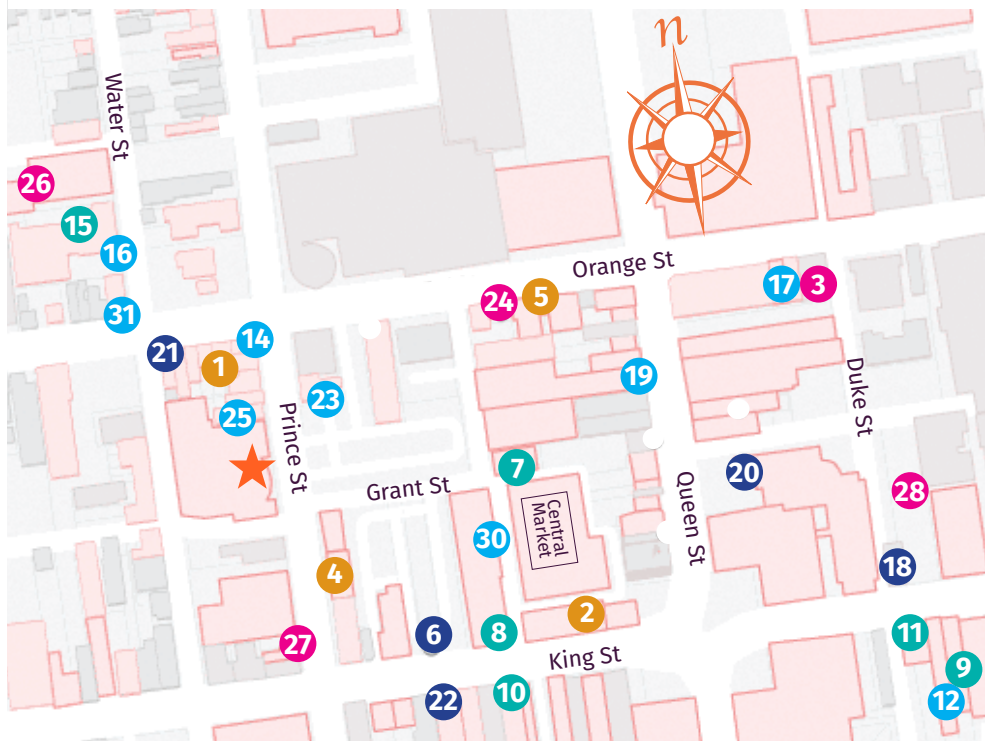 n
Water St
26
15
16
31
Orange St
24
5
17
3
21
1
14
25
23
19
Prince St
Duke St
Grant St
7
Central
Market
Queen St
20
28
30
4
18
2
6
8
27
King St
11
9
12
22
10